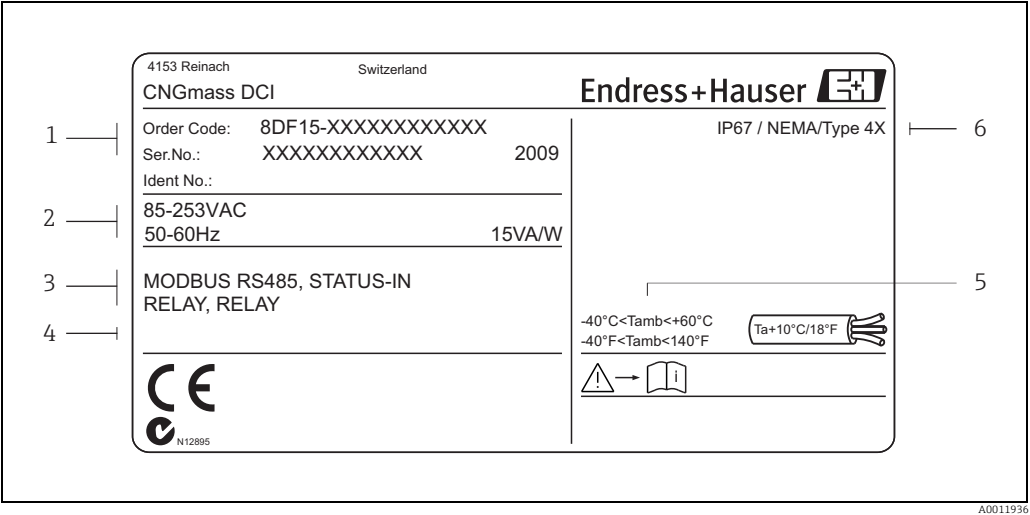 4153 Reinach Switzerland
CNGmass DCI
Endress+Hauser
Order Code: 8DF15-XXXXXXXXXXXX
Ser.No.: XXXXXXXXXXXX 2009
Ident No.:
IP67 / NEMA/Type 4X
85-253VAC
50-60Hz 15VA/W
MODBUS RS485, STATUS-IN
RELAY, RELAY
-40°C<Tamb<+60°C
-40°F<Tamb<140°F
Ta+10°C/18°F
i
CE
N12895
1
2
3
4
5
6
A0011936